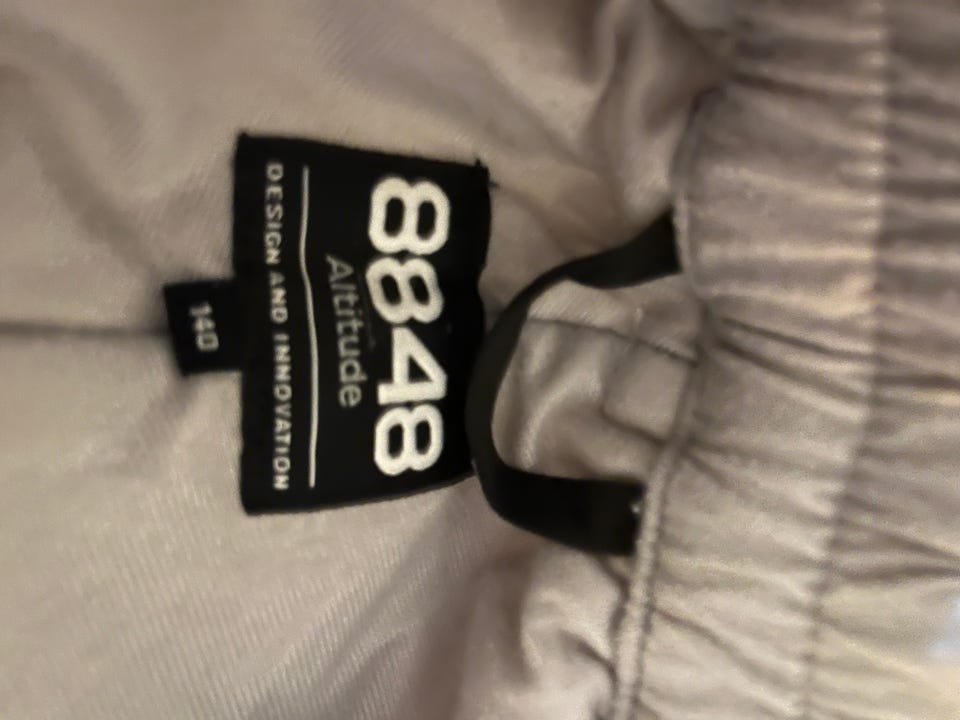 8848
Altitude
DESIGN AND INNOVATION
140